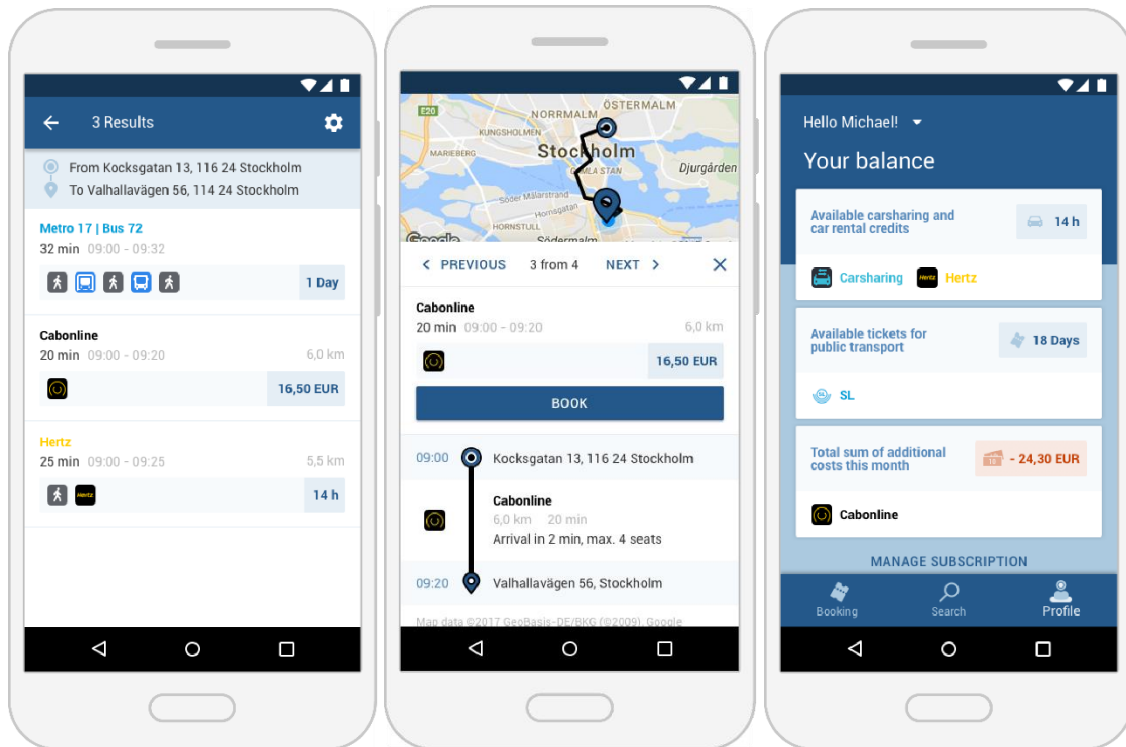 3 Results
From Kocksgatan 13, 116 24 Stockholm
To Valhallavägen 56, 114 24 Stockholm
Metro 17 | Bus 72
32 min 09:00 - 09:32
1 Day
Cabonline
20 min 09:00 - 09:20 6,0 km
16,50 EUR
Hertz
25 min 09:00 - 09:25 5,5 km
Hertz
14 h
E20
ÖSTERMALM
NORRMALM
KUNGSHOLMEN
MARIEBERG
Stockholm
Djurgården
GAMLA STAN
Söder Mälarstrand
Hornsgatan
HORNSTULL
Södermalm
Google
PREVIOUS 3 from 4 NEXT
Cabonline
20 min 09:00 - 09:20 6,0 km
16,50 EUR
BOOK
09:00 Kocksgatan 13, 116 24 Stockholm
Cabonline
6,0 km 20 min
Arrival in 2 min, max. 4 seats
09:20 Valhallavägen 56, Stockholm
Map data ©2017 GeoBasis-DE/BKG (©2009), Google
Hello Michael!
Your balance
Available carsharing and
car rental credits
14 h
Carsharing Hertz Hertz
Available tickets for
public transport
18 Days
SL
Total sum of additional
costs this month
- 24,30 EUR
Cabonline
MANAGE SUBSCRIPTION
Booking Search Profile